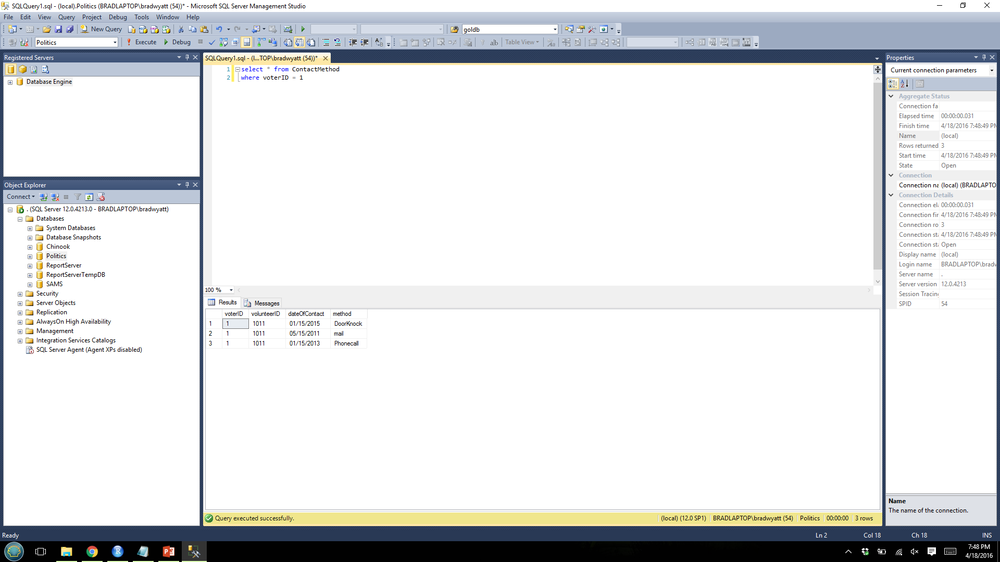 SQLQuery1.sql - (local).Politics (BRADLAPTOP\bradwyatt (54))* - Microsoft SQL Server Management Studio
File Edit View Query Project Debug Tools Window Help
New Query goldb
Politics Execute Debug Table View
Registered Servers
Database Engine
Object Explorer
Connect
. (SQL Server 12.0.4213.0 - BRADLAPTOP\bradwyatt)
Databases
System Databases
Database Snapshots
Chinook
Politics
ReportServer
ReportServerTempDB
SAMS
Security
Server Objects
Replication
AlwaysOn High Availability
Management
Integration Services Catalogs
SQL Server Agent (Agent XPs disabled)
SQLQuery1.sql - (l...TOP\bradwyatt (54))*
1 select * from ContactMethod
2 where voterID = 1
100 %
Results Messages
voterID volunteerID dateOfContact method
1 1 1011 01/15/2015 DoorKnock
2 1 1011 05/15/2011 mail
3 1 1011 01/15/2013 Phonecall
Query executed successfully. (local) (12.0 SP1) BRADLAPTOP\bradwyatt (54) Politics 00:00:00 3 rows
Properties
Current connection parameters
Aggregate Status
Connection fa
Elapsed time 00:00:00.031
Finish time 4/18/2016 7:48:49 PM
Name (local)
Rows returned 3
Start time 4/18/2016 7:48:49 PM
State Open
Connection
Connection na (local) (BRADLAPTO
Connection Details
Connection el 00:00:00.031
Connection fir 4/18/2016 7:48:49 PM
Connection ro 3
Connection st 4/18/2016 7:48:49 PM
Connection st Open
Display name (local)
Login name BRADLAPTOP\bradw
Server name .
Server version 12.0.4213
Session Tracin
SPID 54
Name
The name of the connection.
Ready Ln 2 Col 18 Ch 18 INS
7:48 PM
4/18/2016